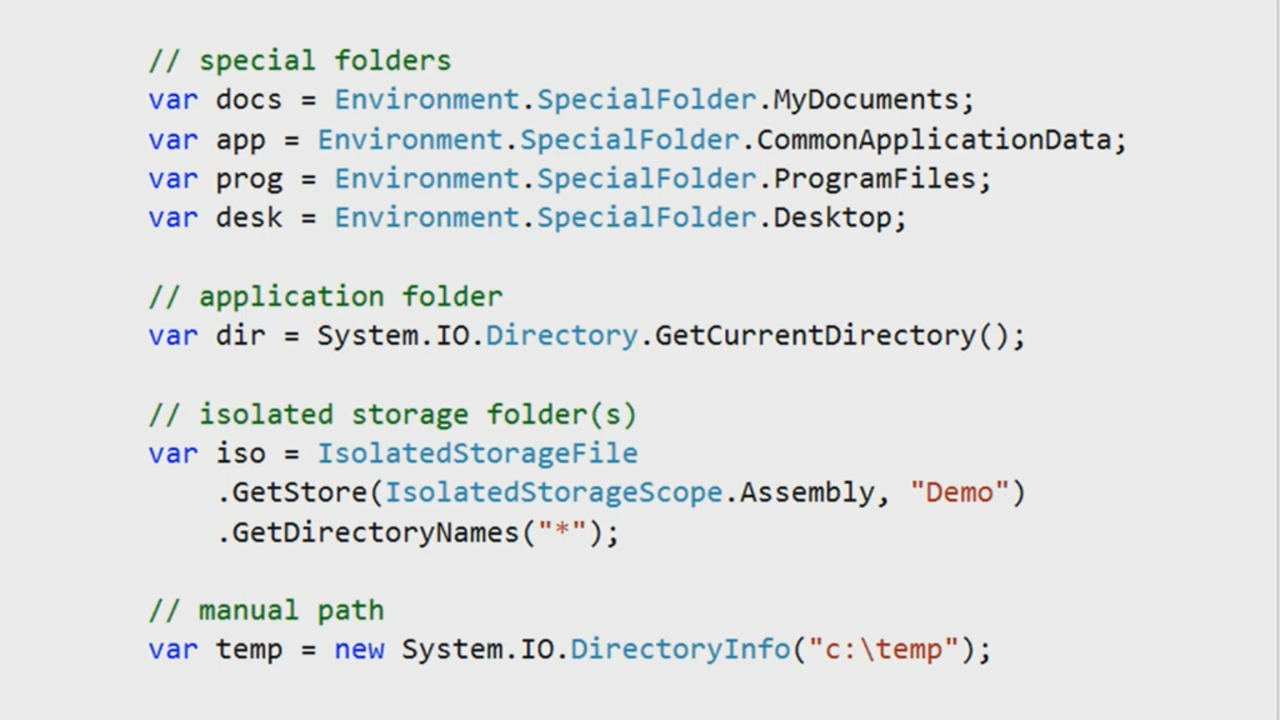 // special folders
var docs = Environment.SpecialFolder.MyDocuments;
var app = Environment.SpecialFolder.CommonApplicationData;
var prog = Environment.SpecialFolder.ProgramFiles;
var desk = Environment.SpecialFolder.Desktop;
// application folder
var dir = System.IO.Directory.GetCurrentDirectory();
// isolated storage folder(s)
var iso = IsolatedStorageFile
    .GetStore(IsolatedStorageScope.Assembly, "Demo")
    .GetDirectoryNames("*");
// manual path
var temp = new System.IO.DirectoryInfo("c:\temp");